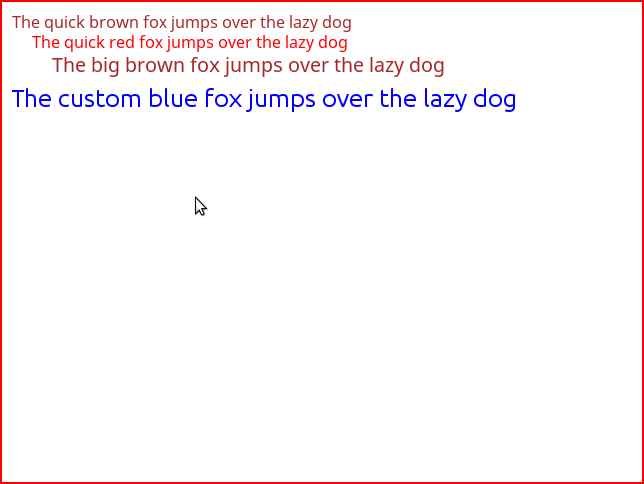 The quick brown fox jumps over the lazy dog
The quick red fox jumps over the lazy dog
The big brown fox jumps over the lazy dog
The custom blue fox jumps over the lazy dog